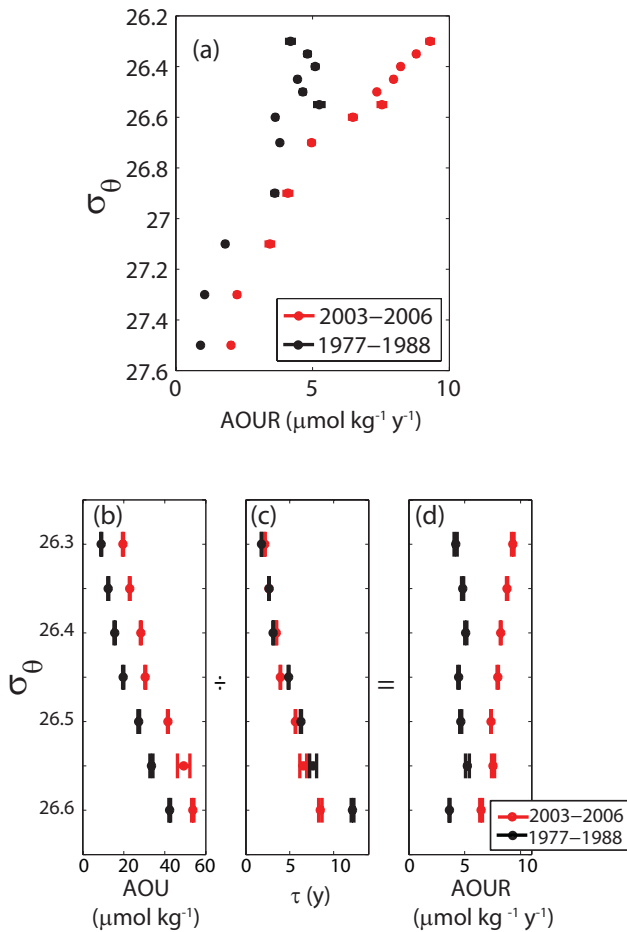 26.2
(a)
26.4
26.6
26.8
27
27.2
27.4
27.6
σθ
0
5
10
AOUR (μmol kg⁻¹ y⁻¹)
2003–2006
1977–1988
(b)
(c)
(d)
26.3
26.4
26.5
26.6
σθ
÷
=
0
20
40
60
AOU
(μmol kg⁻¹)
0
5
10
τ (y)
0
5
10
AOUR
(μmol kg⁻¹ y⁻¹)
2003–2006
1977–1988